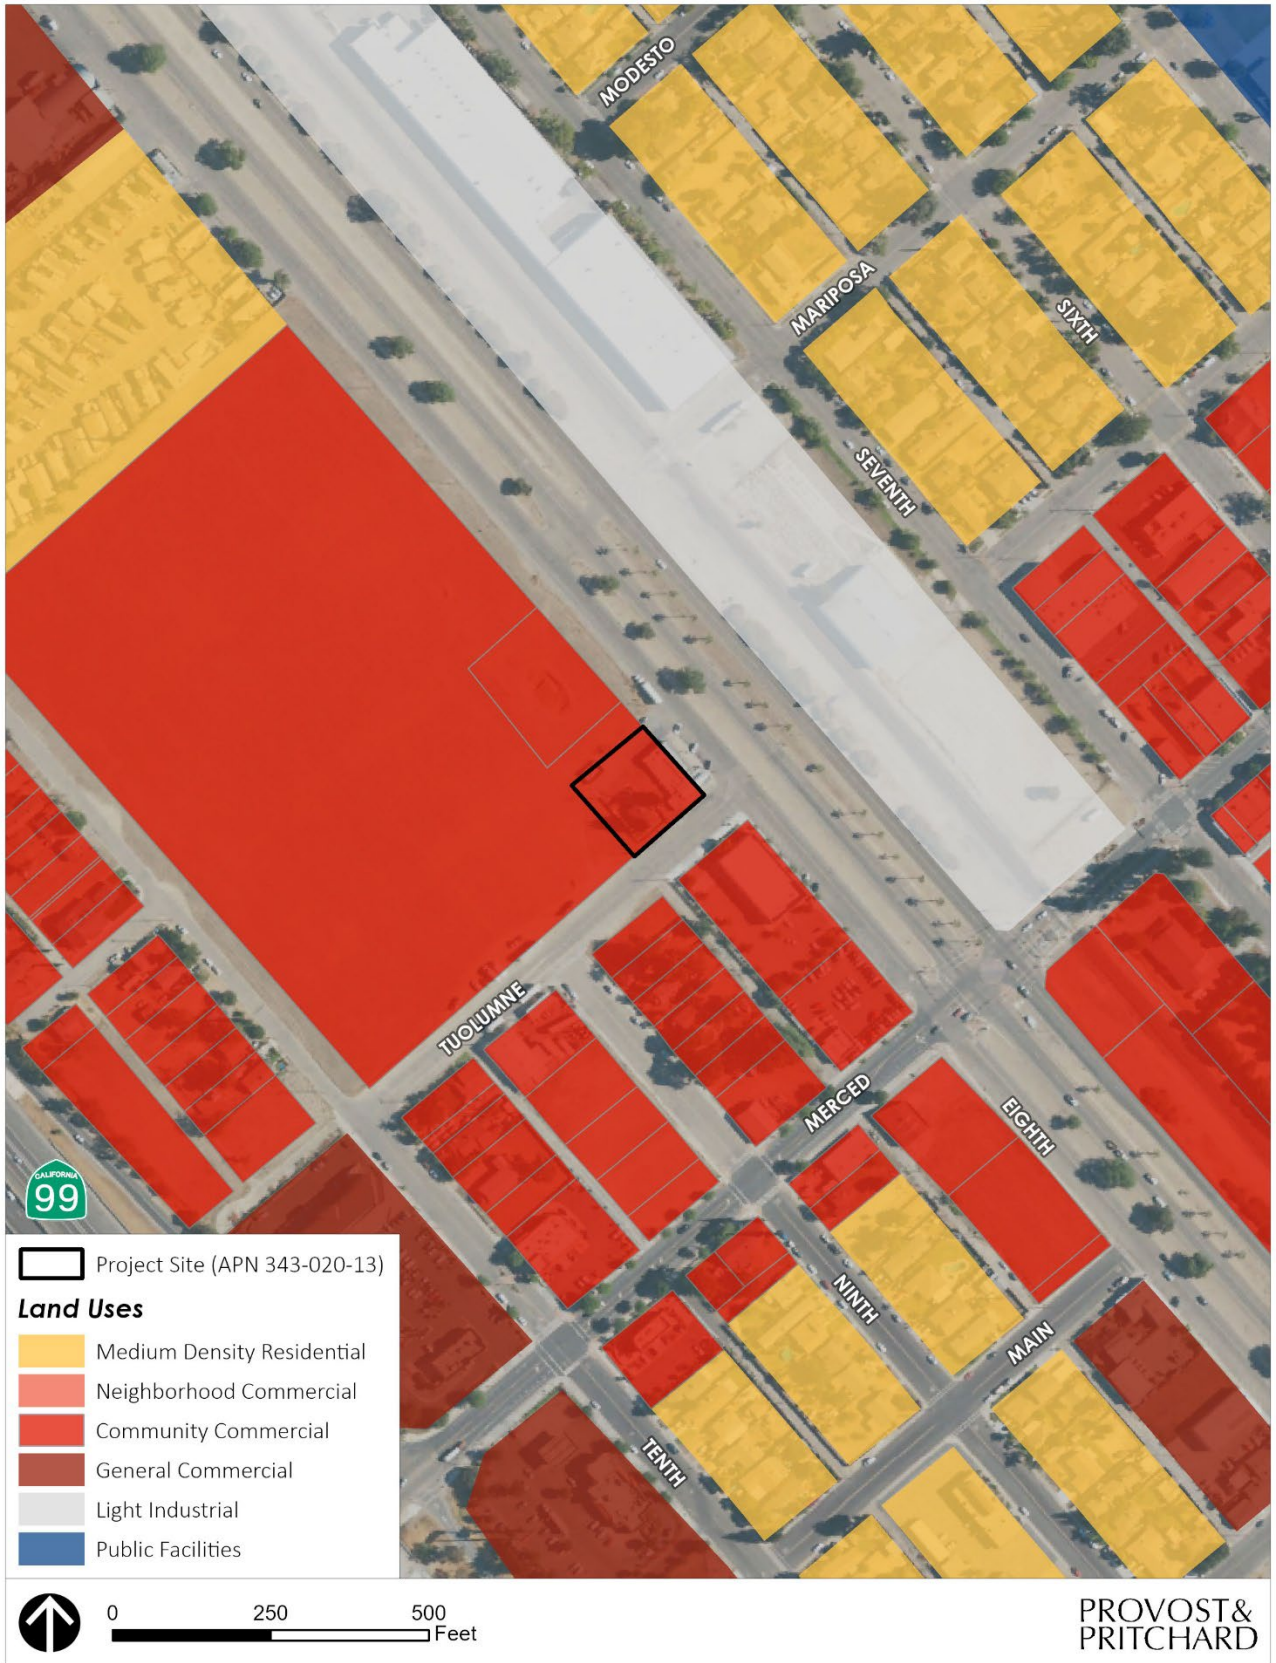 MODESTO
MARIPOSA
SIXTH
SEVENTH
TUOLUMNE
MERCED
EIGHTH
NINTH
MAIN
TENTH
CALIFORNIA
99
Project Site (APN 343-020-13)
Land Uses
Medium Density Residential
Neighborhood Commercial
Community Commercial
General Commercial
Light Industrial
Public Facilities
0 250 500
Feet
PROVOST&
PRITCHARD